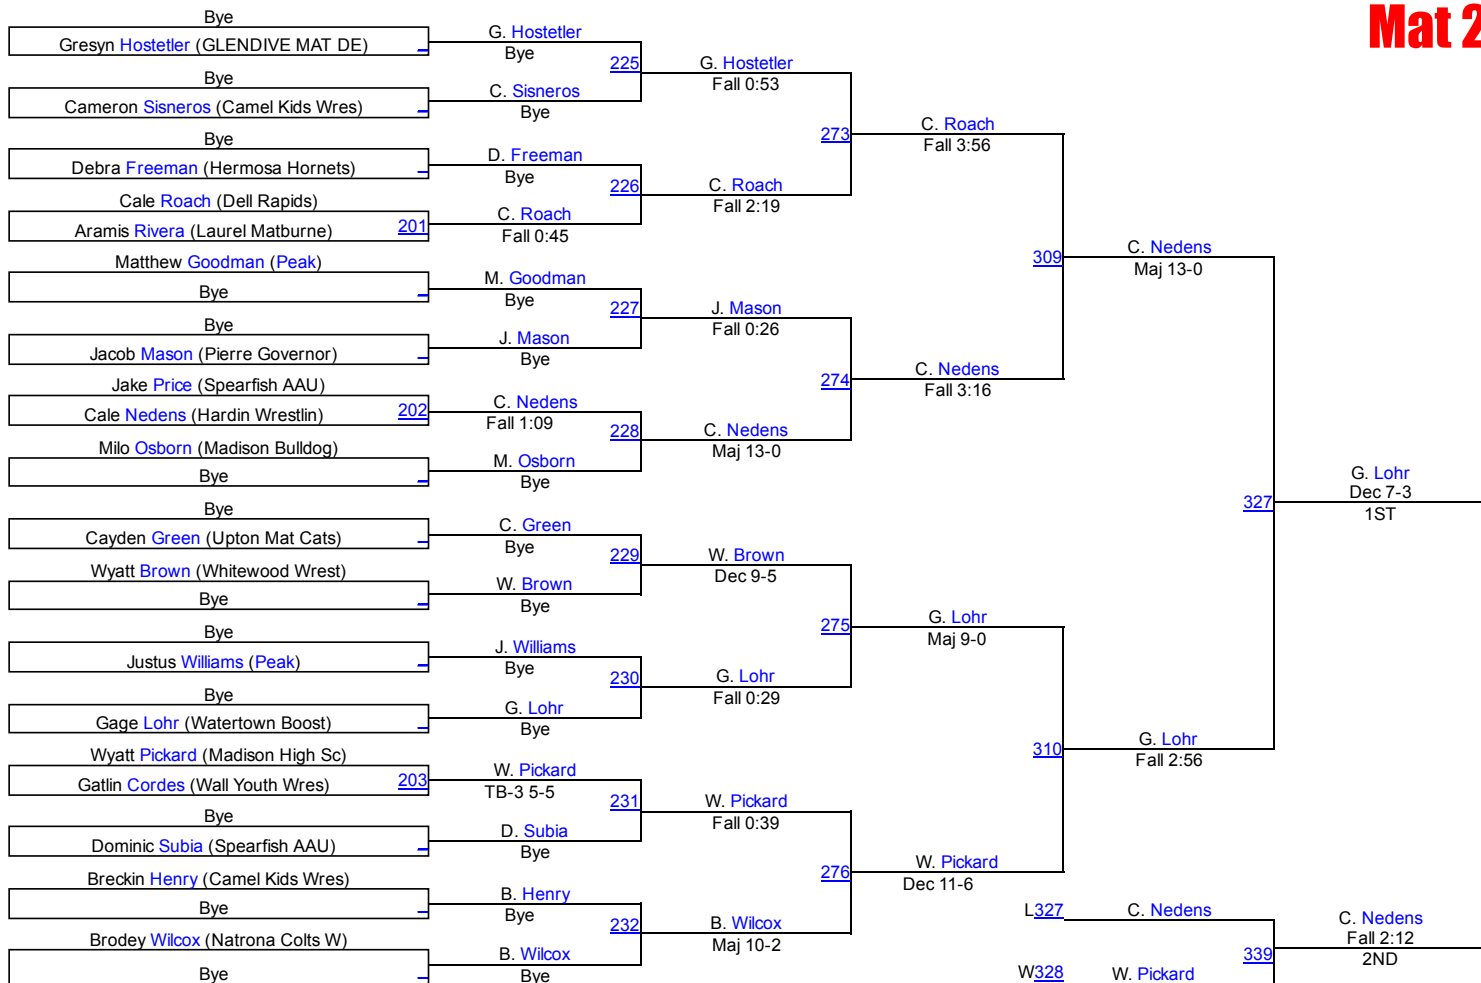 Mat 2
Bye
Gresyn Hostetler (GLENDIVE MAT DE)
G. Hostetler
Bye
225
G. Hostetler
Fall 0:53
Bye
Cameron Sisneros (Camel Kids Wres)
C. Sisneros
Bye
273
C. Roach
Fall 3:56
Bye
Debra Freeman (Hermosa Hornets)
D. Freeman
Bye
226
C. Roach
Fall 2:19
Cale Roach (Dell Rapids)
Aramis Rivera (Laurel Matburne)
201
C. Roach
Fall 0:45
309
C. Nedens
Maj 13-0
Matthew Goodman (Peak)
Bye
M. Goodman
Bye
227
J. Mason
Fall 0:26
Bye
Jacob Mason (Pierre Governor)
J. Mason
Bye
274
C. Nedens
Fall 3:16
Jake Price (Spearfish AAU)
Cale Nedens (Hardin Wrestlin)
202
C. Nedens
Fall 1:09
228
C. Nedens
Maj 13-0
Milo Osborn (Madison Bulldog)
Bye
M. Osborn
Bye
327
G. Lohr
Dec 7-3
1ST
Bye
Cayden Green (Upton Mat Cats)
C. Green
Bye
229
W. Brown
Dec 9-5
Wyatt Brown (Whitewood Wrest)
Bye
W. Brown
Bye
275
G. Lohr
Maj 9-0
Bye
Justus Williams (Peak)
J. Williams
Bye
230
G. Lohr
Fall 0:29
Bye
Gage Lohr (Watertown Boost)
G. Lohr
Bye
310
G. Lohr
Fall 2:56
Wyatt Pickard (Madison High Sc)
Gatlin Cordes (Wall Youth Wres)
203
W. Pickard
TB-3 5-5
231
W. Pickard
Fall 0:39
Bye
Dominic Subia (Spearfish AAU)
D. Subia
Bye
276
W. Pickard
Dec 11-6
Breckin Henry (Camel Kids Wres)
Bye
B. Henry
Bye
232
B. Wilcox
Maj 10-2
Brodey Wilcox (Natrona Colts W)
Bye
B. Wilcox
Bye
L327
C. Nedens
W328
W. Pickard
339
C. Nedens
Fall 2:12
2ND